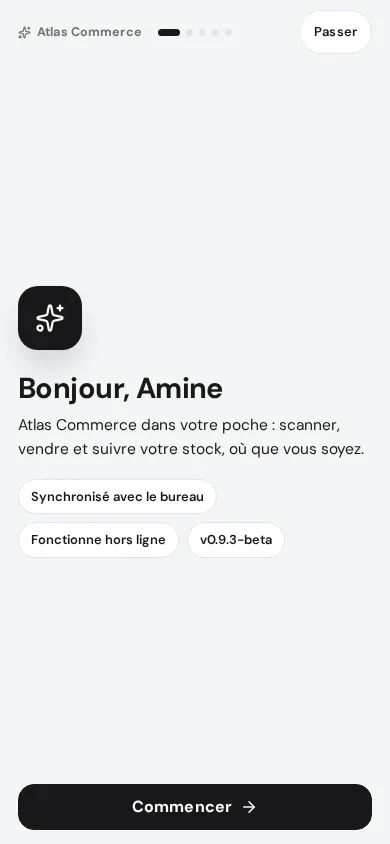 Atlas Commerce
Passer
Bonjour, Amine
Atlas Commerce dans votre poche : scanner,
vendre et suivre votre stock, où que vous soyez.
Synchronisé avec le bureau
Fonctionne hors ligne
v0.9.3-beta
Commencer